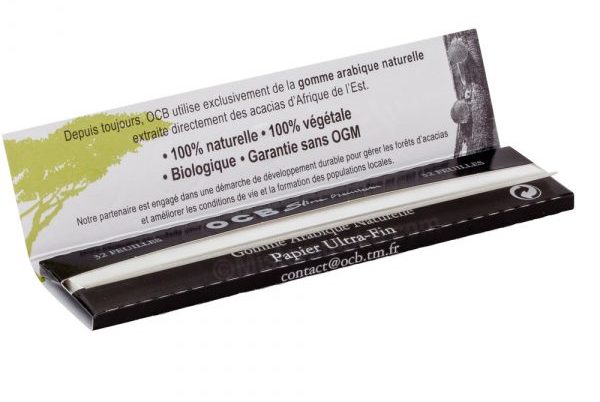 Depuis toujours, OCB utilise exclusivement de la gomme arabique naturelle
extraite directement des acacias d'Afrique de l'Est.
• 100% naturelle • 100% végétale
• Biologique • Garantie sans OGM
Notre partenaire est engagé dans une démarche de développement durable pour gérer les forêts d'acacias
et améliorer les conditions de vie et la formation des populations locales.
OCB Slim Premium
32 FEUILLES
32 FEUILLES
Gomme Arabique Naturelle
Papier Ultra-Fin
contact@ocb.tm.fr